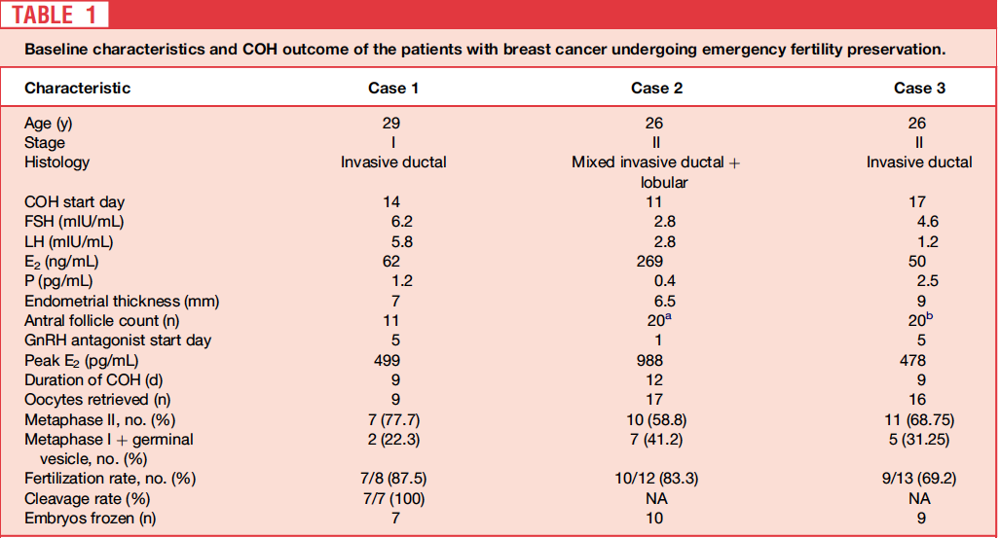 TABLE 1
Baseline characteristics and COH outcome of the patients with breast cancer undergoing emergency fertility preservation.
Characteristic Case 1 Case 2 Case 3
Age (y) 29 26 26
Stage I II II
Histology Invasive ductal Mixed invasive ductal + Invasive ductal
lobular
COH start day 14 11 17
FSH (mIU/mL) 6.2 2.8 4.6
LH (mIU/mL) 5.8 2.8 1.2
E2 (ng/mL) 62 269 50
P (pg/mL) 1.2 0.4 2.5
Endometrial thickness (mm) 7 6.5 9
Antral follicle count (n) 11 20a 20b
GnRH antagonist start day 5 1 5
Peak E2 (pg/mL) 499 988 478
Duration of COH (d) 9 12 9
Oocytes retrieved (n) 9 17 16
Metaphase II, no. (%) 7 (77.7) 10 (58.8) 11 (68.75)
Metaphase I + germinal 2 (22.3) 7 (41.2) 5 (31.25)
vesicle, no. (%)
Fertilization rate, no. (%) 7/8 (87.5) 10/12 (83.3) 9/13 (69.2)
Cleavage rate (%) 7/7 (100) NA NA
Embryos frozen (n) 7 10 9